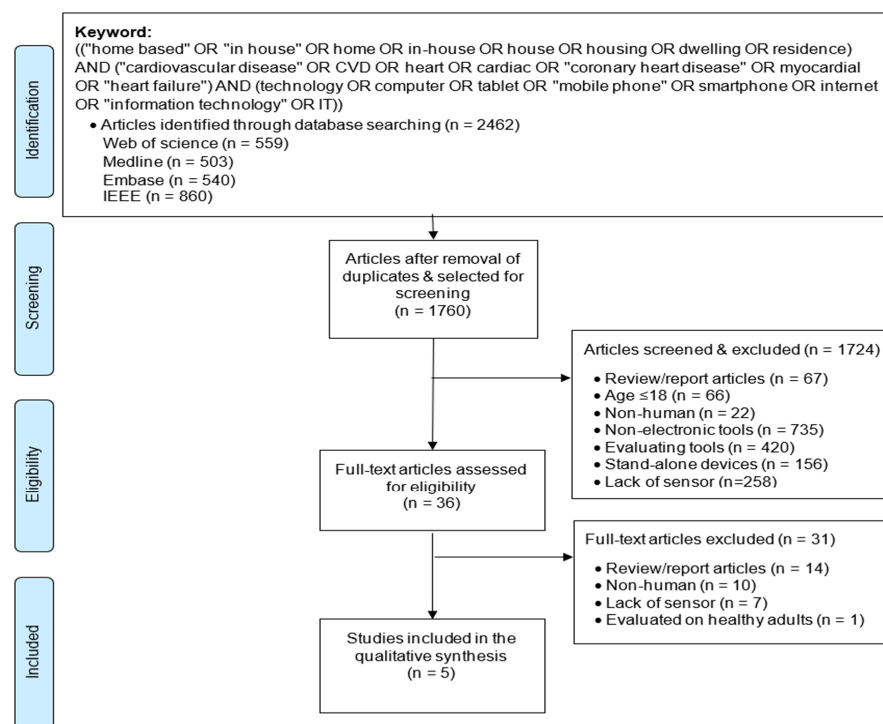 Keyword:
(("home based" OR "in house" OR home OR in-house OR house OR housing OR dwelling OR residence)
AND ("cardiovascular disease" OR CVD OR heart OR cardiac OR "coronary heart disease" OR myocardial
OR "heart failure") AND (technology OR computer OR tablet OR "mobile phone" OR smartphone OR internet
OR "information technology" OR IT))
• Articles identified through database searching (n = 2462)
Web of science (n = 559)
Medline (n = 503)
Embase (n = 540)
IEEE (n = 860)
Identification
Articles after removal of
duplicates & selected for
screening
(n = 1760)
Screening
Articles screened & excluded (n = 1724)
• Review/report articles (n = 67)
• Age ≤18 (n = 66)
• Non-human (n = 22)
• Non-electronic tools (n = 735)
• Evaluating tools (n = 420)
• Stand-alone devices (n = 156)
• Lack of sensor (n=258)
Eligibility
Full-text articles assessed
for eligibility
(n = 36)
Full-text articles excluded (n = 31)
• Review/report articles (n = 14)
• Non-human (n = 10)
• Lack of sensor (n = 7)
• Evaluated on healthy adults (n = 1)
Included
Studies included in the
qualitative synthesis
(n = 5)